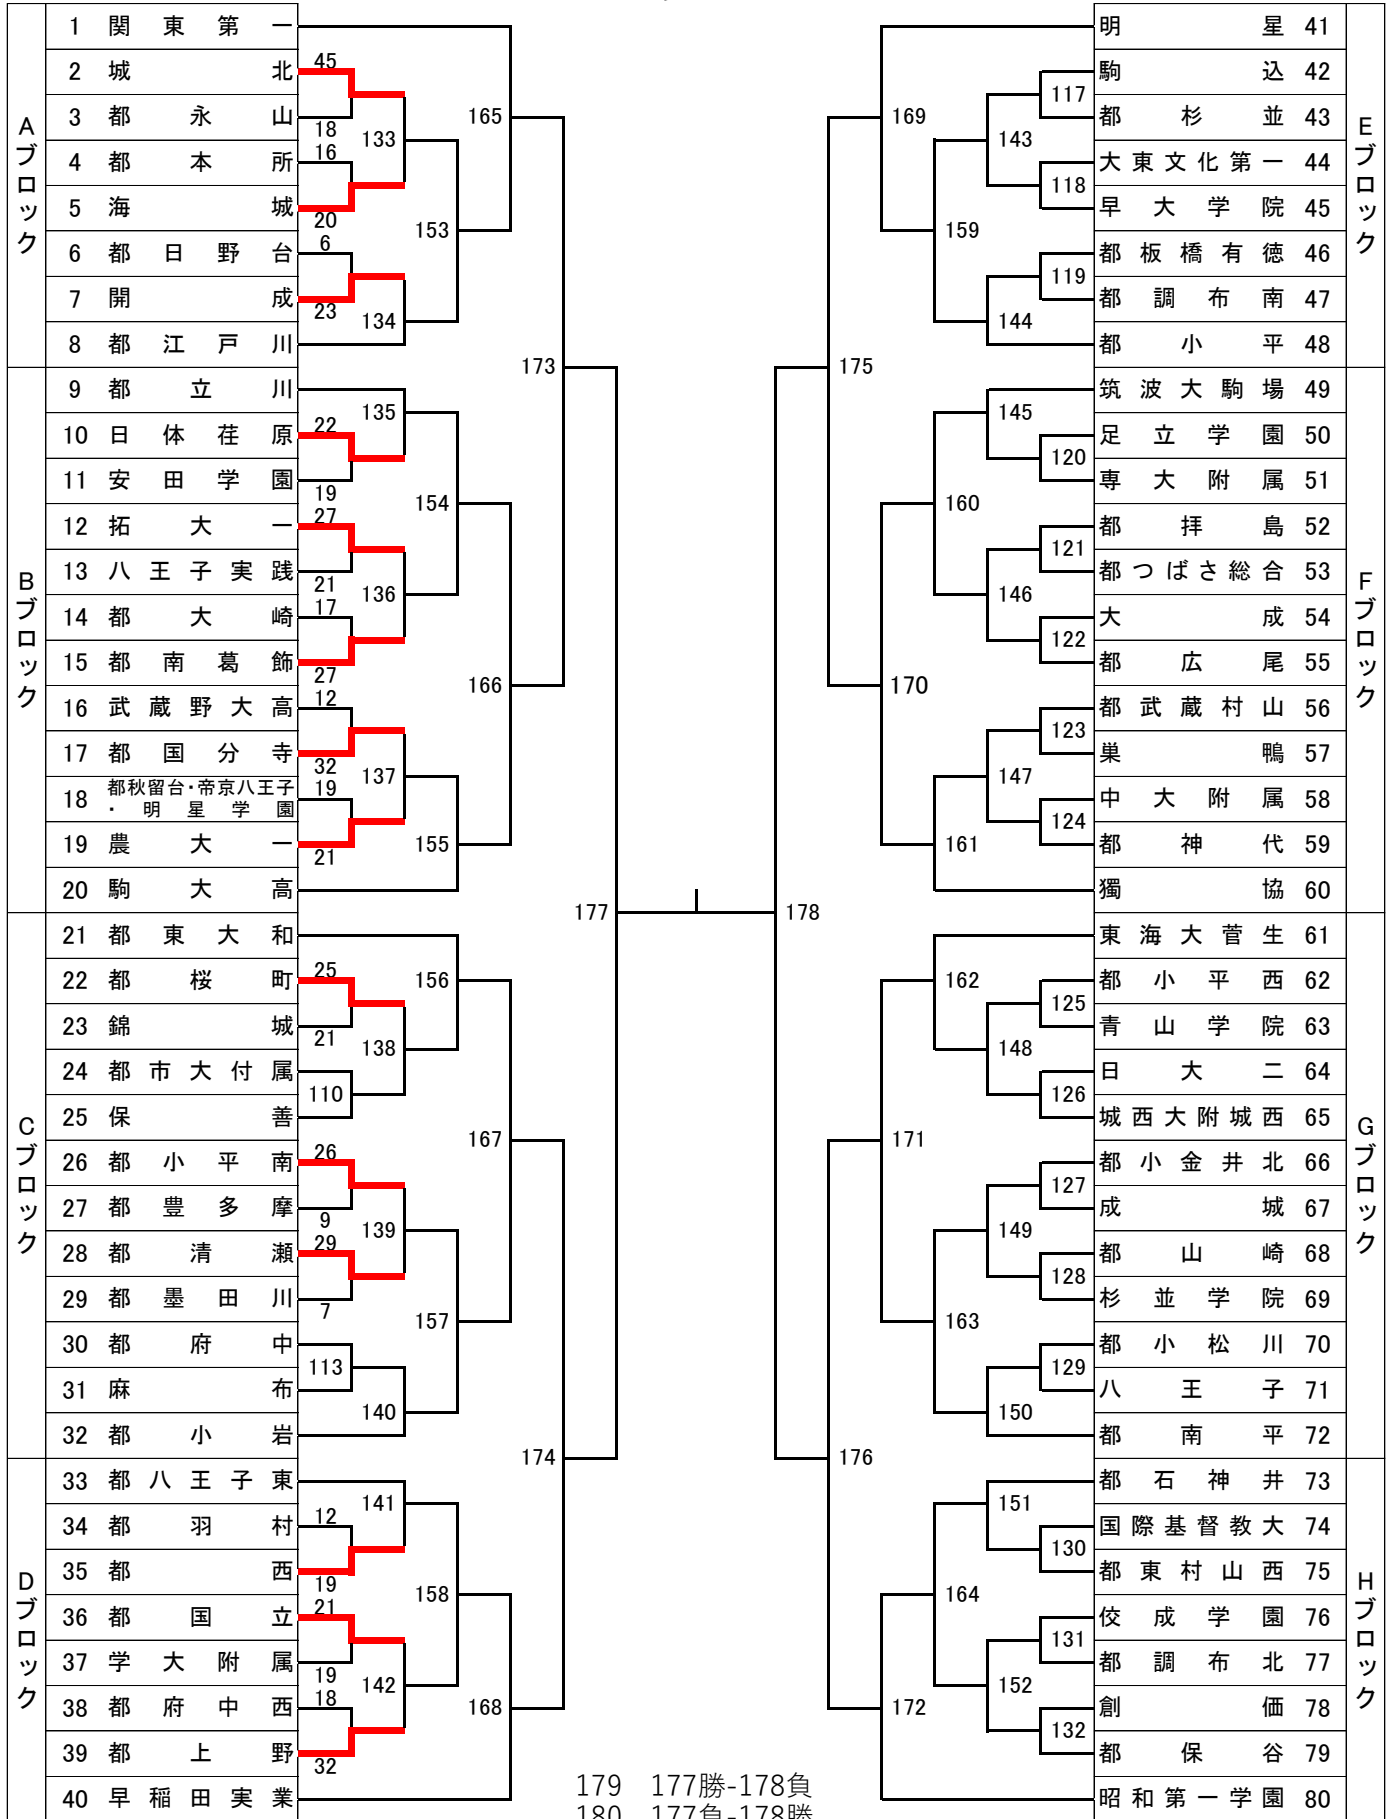 Aブロック
1 関東第一
2 城北
3 都永山
4 都本所
5 海城
6 都日野台
7 開成
8 都江戸川
45
18
16
20
6
23
133
134
153
165
Bブロック
9 都立川
10 日体荏原
11 安田学園
12 拓大一
13 八王子実践
14 都大崎
15 都南葛飾
16 武蔵野大高
17 都国分寺
18 都秋留台・帝京八王子
・明星学園
19 農大一
20 駒大高
22
19
27
21
17
27
12
32
19
21
135
136
137
154
155
166
173
Cブロック
21 都東大和
22 都桜町
23 錦城
24 都市大付属
25 保善
26 都小平南
27 都豊多摩
28 都清瀬
29 都墨田川
30 都府中
31 麻布
32 都小岩
25
21
110
26
9
29
7
113
138
139
140
156
157
167
Dブロック
33 都八王子東
34 都羽村
35 都西
36 都国立
37 学大附属
38 都府中西
39 都上野
40 早稲田実業
12
19
21
19
18
32
141
142
158
168
174
177
178
Eブロック
明星 41
駒込 42
都杉並 43
大東文化第一 44
早大学院 45
都板橋有徳 46
都調布南 47
都小平 48
117
118
119
143
144
159
169
Fブロック
筑波大駒場 49
足立学園 50
専大附属 51
都拝島 52
都つばさ総合 53
大成 54
都広尾 55
都武蔵村山 56
巣鴨 57
中大附属 58
都神代 59
獨協 60
120
121
122
123
124
145
146
147
160
161
170
175
Gブロック
東海大菅生 61
都小平西 62
青山学院 63
日大二 64
城西大附城西 65
都小金井北 66
成城 67
都山崎 68
杉並学院 69
都小松川 70
八王子 71
都南平 72
125
126
127
128
129
148
149
150
162
163
171
Hブロック
都石神井 73
国際基督教大 74
都東村山西 75
佼成学園 76
都調布北 77
創価 78
都保谷 79
昭和第一学園 80
130
131
132
151
152
164
172
176
179 177勝-178負
180 177負-178勝